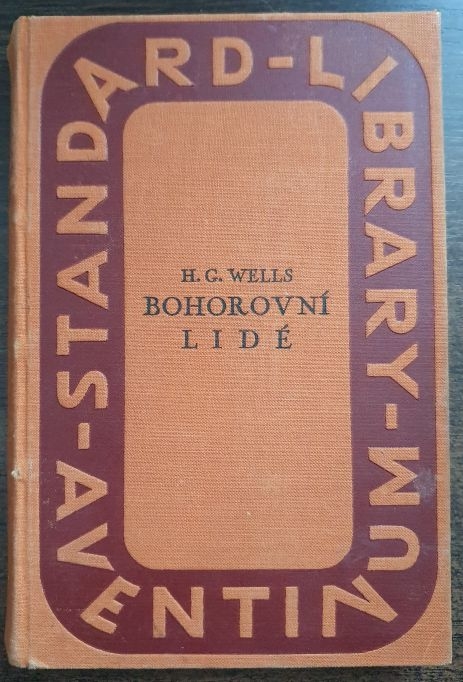 AVENTINUM-STANDARD-LIBRARY-
H. G. WELLS
BOHOROVNÍ
LIDÉ